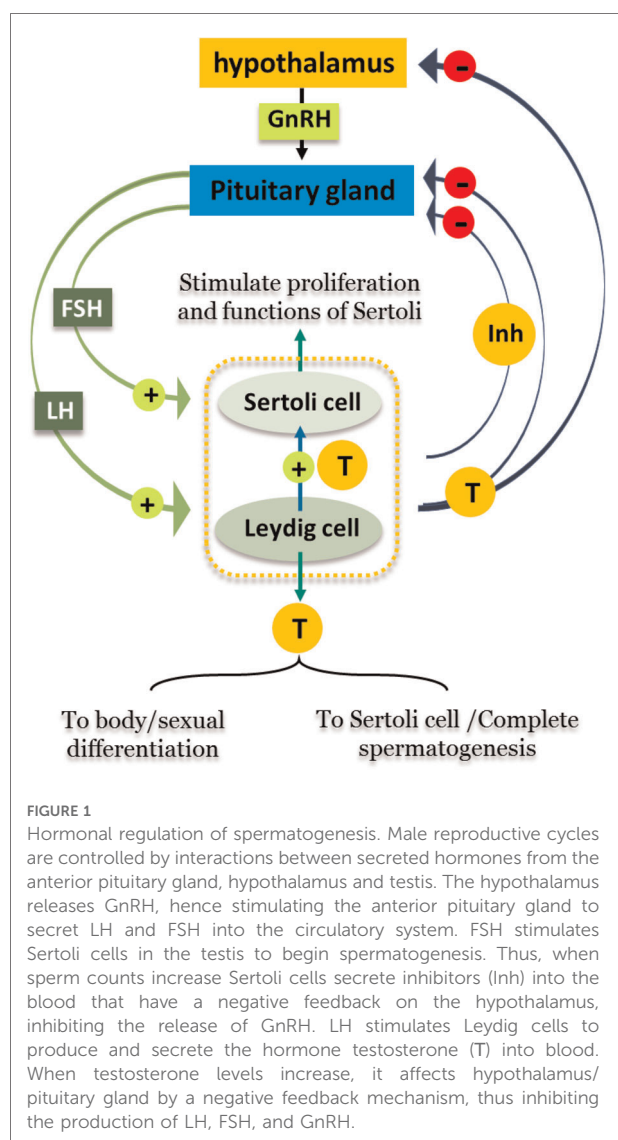 hypothalamus
-
GnRH
Pituitary gland
-
-
Stimulate proliferation
and functions of Sertoli
FSH
Inh
+
Sertoli cell
LH
+
T
T
+
Leydig cell
T
To body/sexual
differentiation
To Sertoli cell /Complete
spermatogenesis
FIGURE 1
Hormonal regulation of spermatogenesis. Male reproductive cycles
are controlled by interactions between secreted hormones from the
anterior pituitary gland, hypothalamus and testis. The hypothalamus
releases GnRH, hence stimulating the anterior pituitary gland to
secret LH and FSH into the circulatory system. FSH stimulates
Sertoli cells in the testis to begin spermatogenesis. Thus, when
sperm counts increase Sertoli cells secrete inhibitors (Inh) into the
blood that have a negative feedback on the hypothalamus,
inhibiting the release of GnRH. LH stimulates Leydig cells to
produce and secrete the hormone testosterone (T) into blood.
When testosterone levels increase, it affects hypothalamus/
pituitary gland by a negative feedback mechanism, thus inhibiting
the production of LH, FSH, and GnRH.